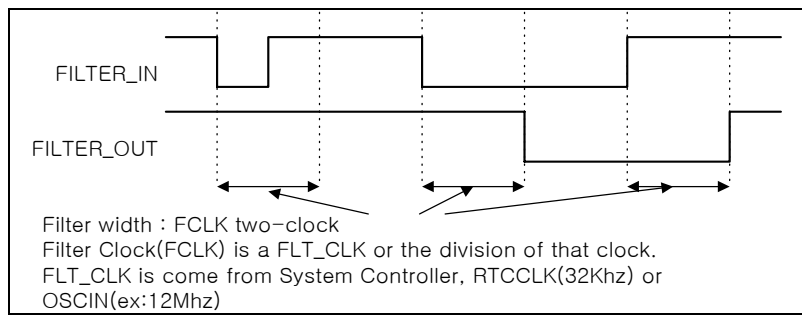 FILTER_IN
FILTER_OUT
Filter width : FCLK two-clock
Filter Clock(FCLK) is a FLT_CLK or the division of that clock.
FLT_CLK is come from System Controller, RTCCLK(32Khz) or
OSCIN(ex:12Mhz)